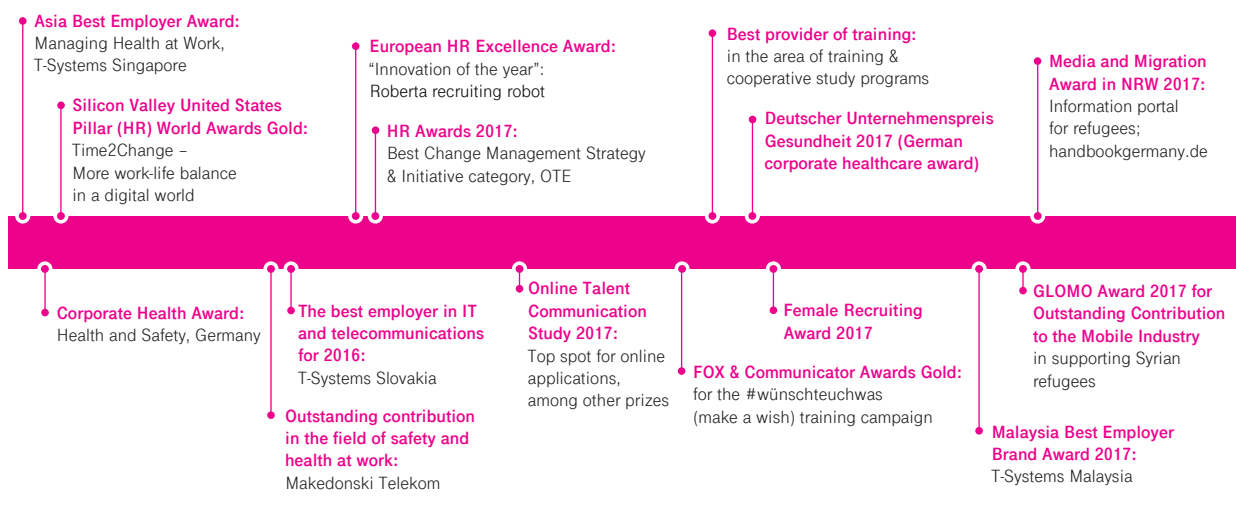 Asia Best Employer Award:
Managing Health at Work,
T-Systems Singapore
Silicon Valley United States
Pillar (HR) World Awards Gold:
Time2Change –
More work-life balance
in a digital world
European HR Excellence Award:
“Innovation of the year”:
Roberta recruiting robot
HR Awards 2017:
Best Change Management Strategy
& Initiative category, OTE
Best provider of training:
in the area of training &
cooperative study programs
Deutscher Unternehmenspreis
Gesundheit 2017 (German
corporate healthcare award)
Media and Migration
Award in NRW 2017:
Information portal
for refugees;
handbookgermany.de
Corporate Health Award:
Health and Safety, Germany
Outstanding contribution
in the field of safety and
health at work:
Makedonski Telekom
The best employer in IT
and telecommunications
for 2016:
T-Systems Slovakia
Online Talent
Communication
Study 2017:
Top spot for online
applications,
among other prizes
FOX & Communicator Awards Gold:
for the #wünschteuchwas
(make a wish) training campaign
Female Recruiting
Award 2017
Malaysia Best Employer
Brand Award 2017:
T-Systems Malaysia
GLOMO Award 2017 for
Outstanding Contribution
to the Mobile Industry
in supporting Syrian
refugees